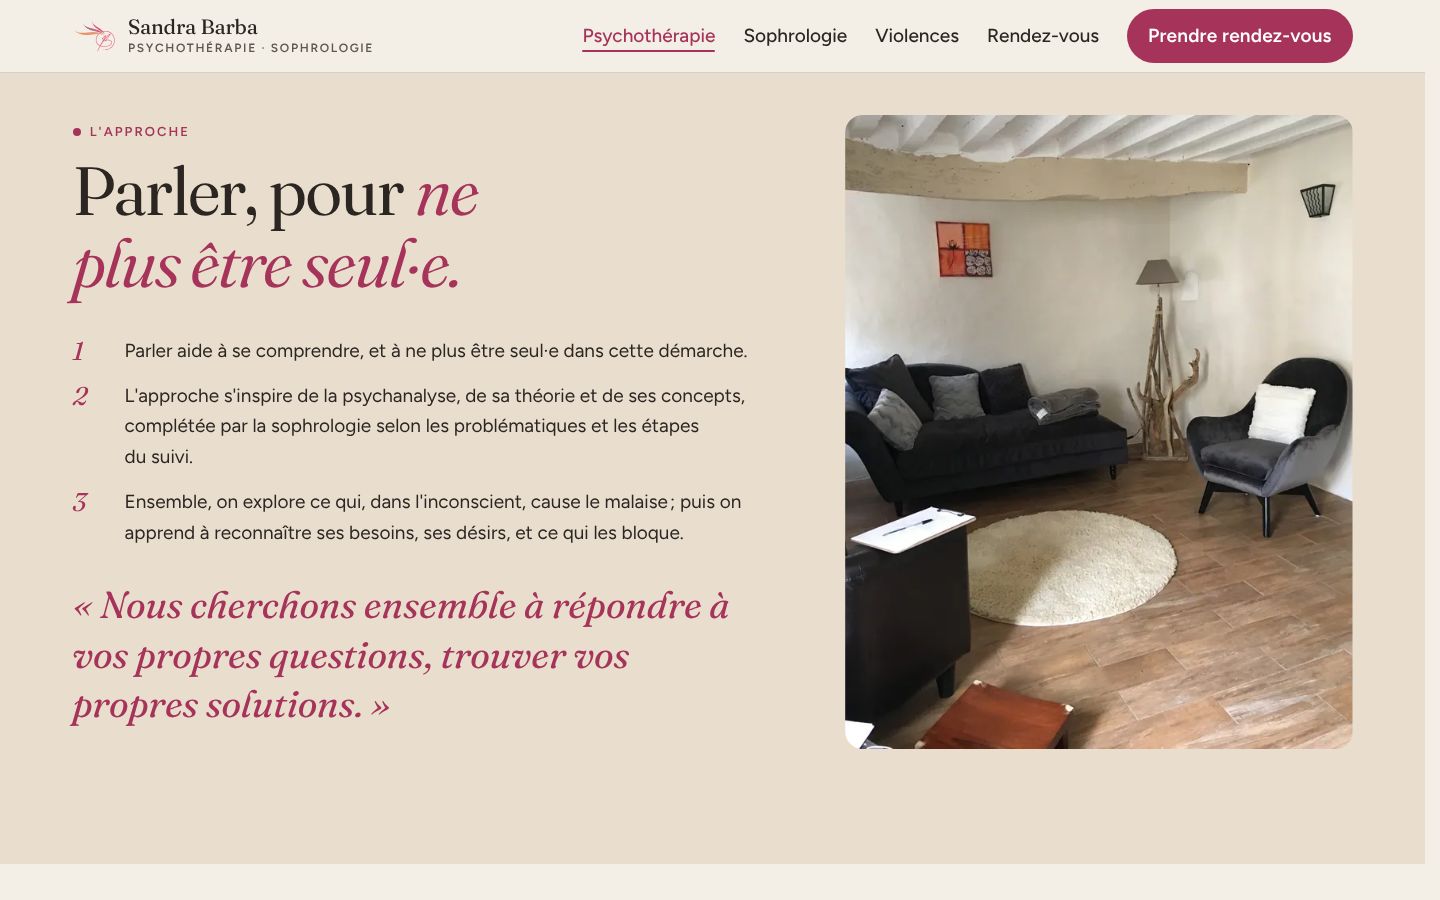 Sandra Barba
PSYCHOTHÉRAPIE · SOPHROLOGIE
Psychothérapie
Sophrologie
Violences
Rendez-vous
Prendre rendez-vous
L'APPROCHE
Parler, pour ne
plus être seul·e.
1 Parler aide à se comprendre, et à ne plus être seul·e dans cette démarche.
2 L'approche s'inspire de la psychanalyse, de sa théorie et de ses concepts,
complétée par la sophrologie selon les problématiques et les étapes
du suivi.
3 Ensemble, on explore ce qui, dans l'inconscient, cause le malaise ; puis on
apprend à reconnaître ses besoins, ses désirs, et ce qui les bloque.
« Nous cherchons ensemble à répondre à
vos propres questions, trouver vos
propres solutions. »